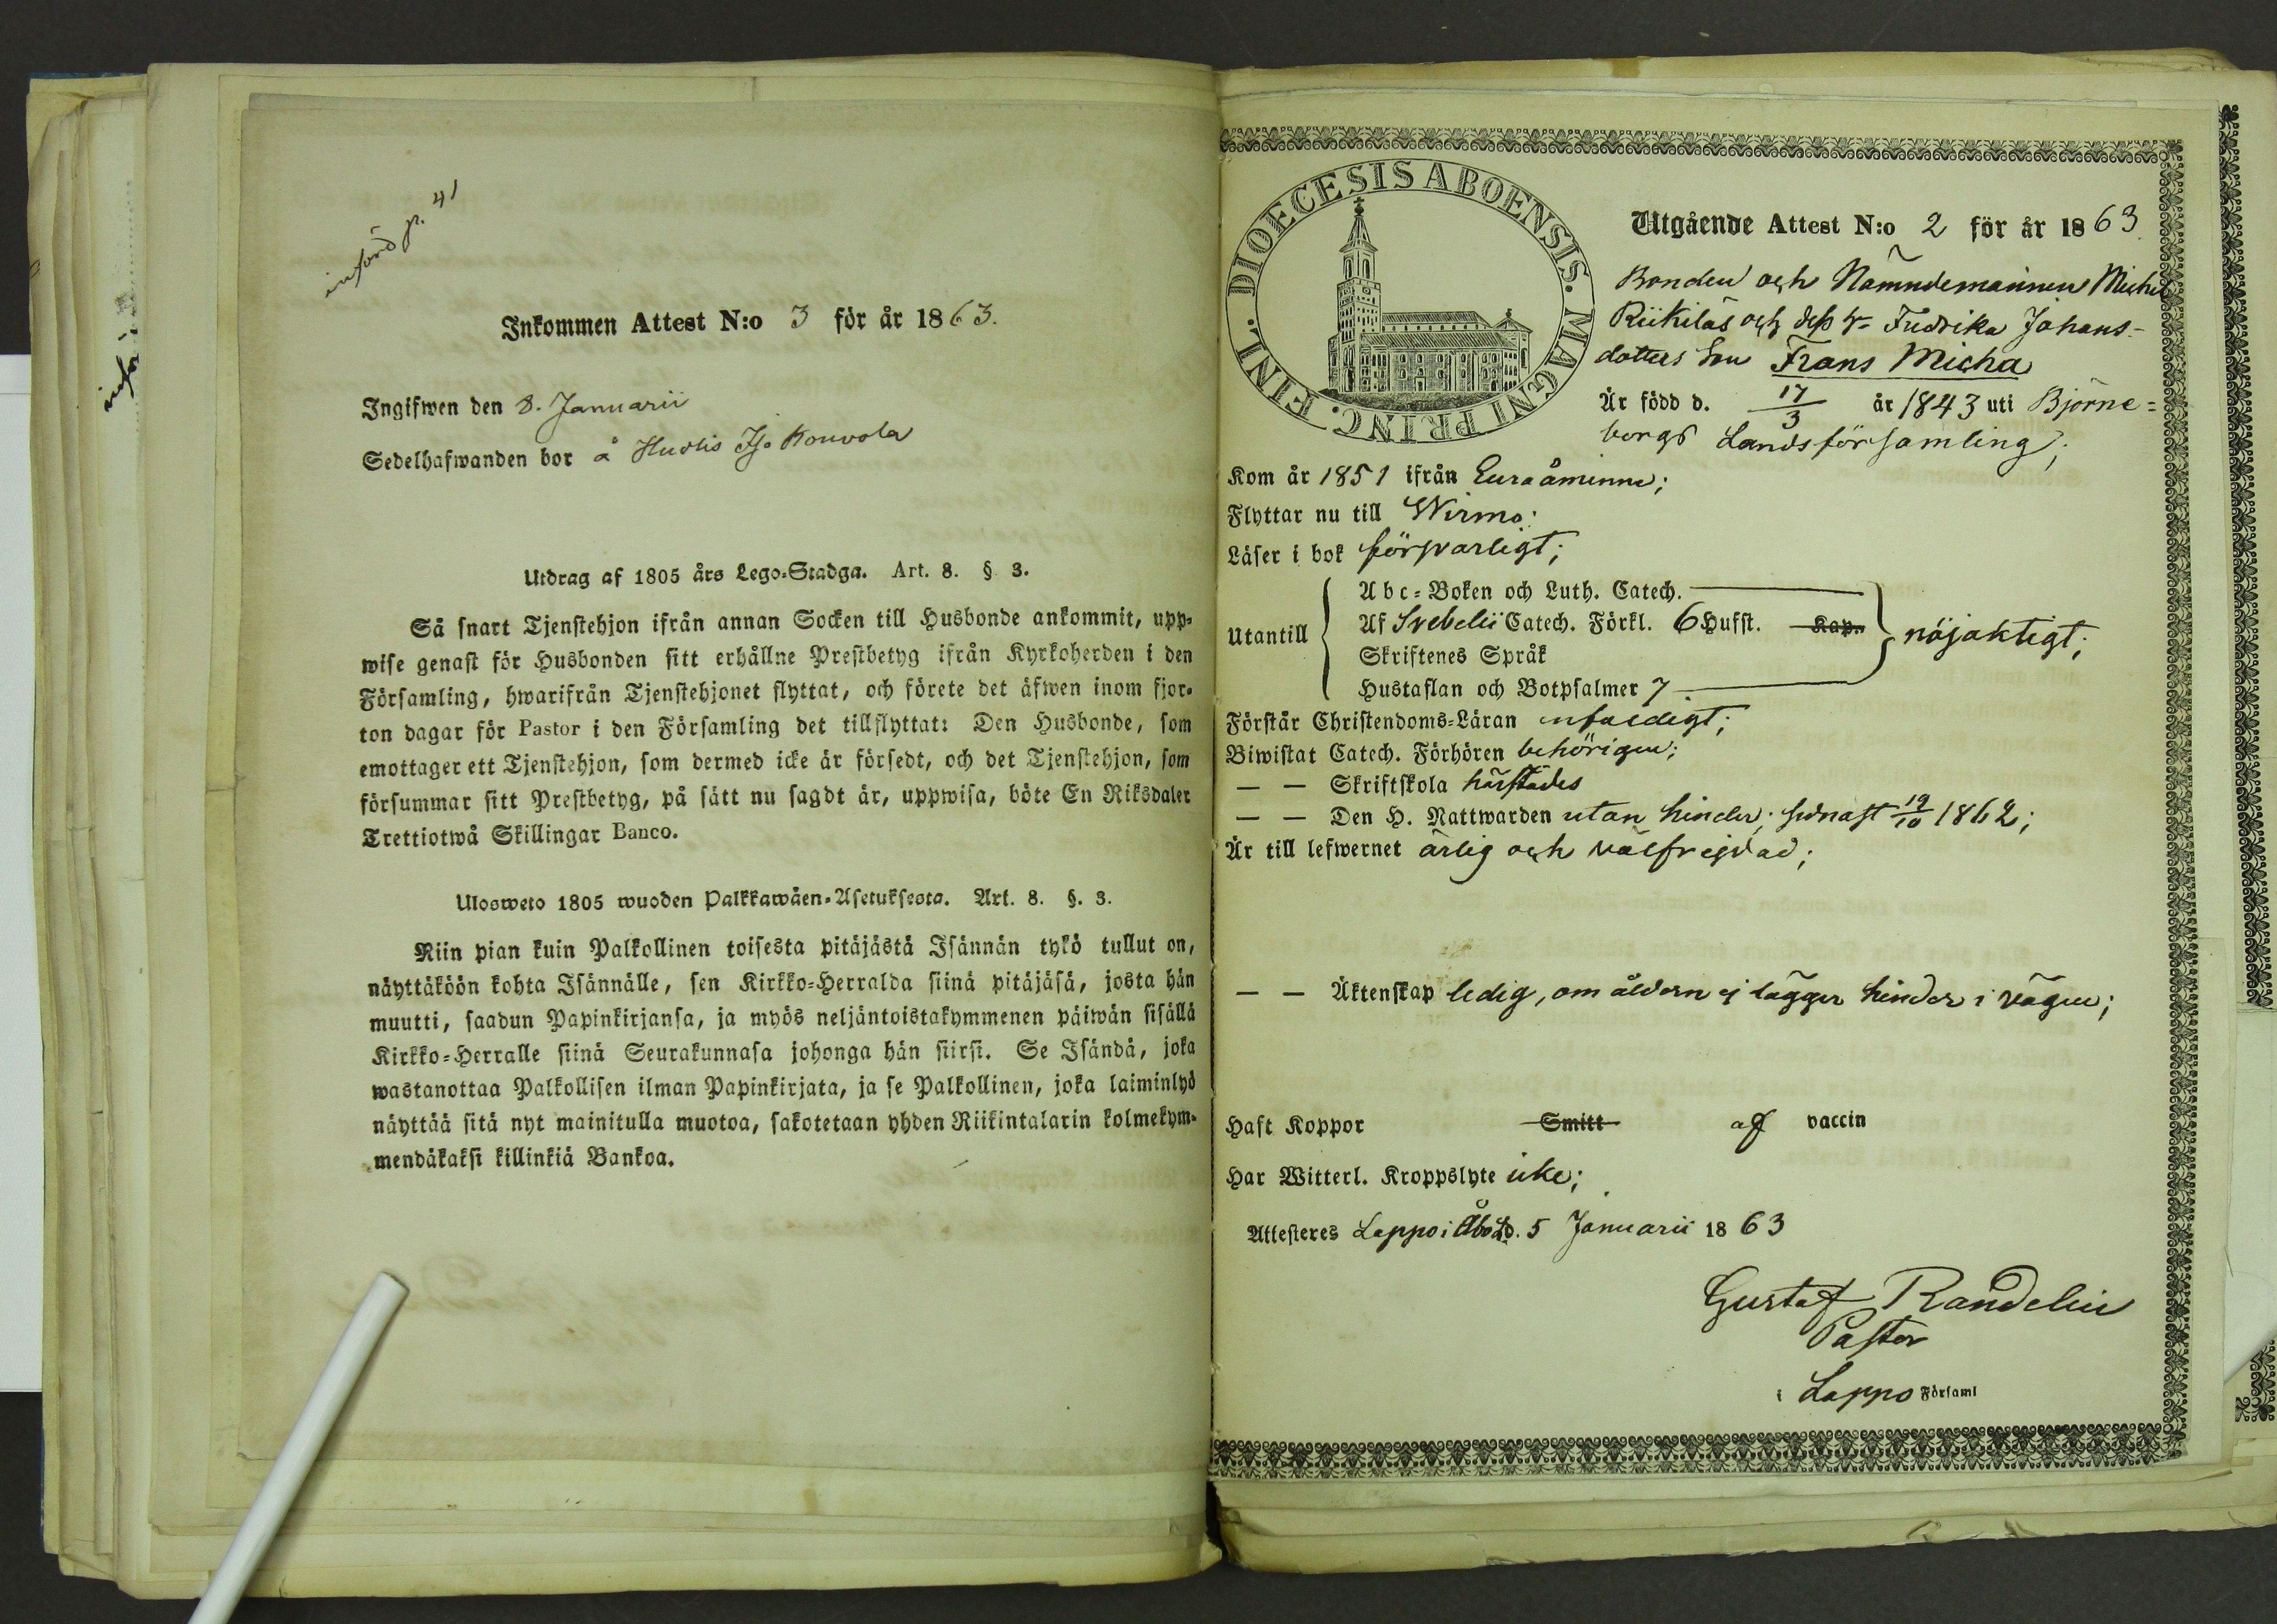 införd p. 41
Inkommen Attest N:o 3 för år 1863.
Ingifwen den 8. Januarii
Sedelhafwanden bor å Hudis Iso Kouvola
Utdrag af 1805 års Lego-Stadga. Art. 8. § 3.
Så snart Tjenstehjon ifrån annan Socken till Husbonde ankommit, upp-
wise genast för Husbonden sitt erhållne Prestbetyg ifrån Kyrkoherden i den
Församling, hwarifrån Tjenstehjonet flyttat, och förete det äfwen inom fjor-
ton dagar för Pastor i den Församling det tillflyttat: Den Husbonde, som
emottager ett Tjenstehjon, som dermed icke är försedt, och det Tjenstehjon, som
försummar sitt Prestbetyg, på sätt nu sagdt är, uppwisa, böte En Riksdaler
Trettiotwå Skillingar Banco.
Ulosweto 1805 wuoden Palkkawäen-Asetuksesta. Art. 8. §. 3.
Niin pian kuin Palkollinen toisesta pitäjästä Isännän tykö tullut on,
näyttäköön kohta Isännälle, sen Kirkko-Herralda siinä pitäjäsä, josta hän
muutti, saadun Papinkirjansa, ja myös neljäntoistakymmenen päiwän sisällä
Kirkko-Herralle siinä Seurakunnasa johonga hän siirsi. Se Isändä, joka
wastanottaa Palkollisen ilman Papinkirjata, ja se Palkollinen, joka laiminlyö
näyttää sitä nyt mainitulla muotoa, sakotetaan yhden Riikintalarin kolmekym-
mendäkaksi killinkiä Bankoa.
FINL. DIOECESIS ABOENSIS. MAGNI PRINC.
Utgående Attest N:o 2 för år 1863
Bonden och Nämndemannen Michel
Riikilas och dess h. Fredrika Johans-
dotters Son Frans Micha
Är född d. 17/3 år 1843 uti Björne-
borgs Landsförsamling;
Kom år 1851 ifrån Euraåminne;
Flyttar nu till Wirmo;
Läser i bok försvarligt;
Utantill
Abc-Boken och Luth. Catech.
Af Svebelii Catech. Förkl. 6 Hufst. Kap.
Skriftenes Språk
Hustaflan och Botpsalmer 7
nöjaktigt;
Förstår Christendoms-Läran enfaldigt;
Biwistat Catech. Förhören behörigen;
— — Skriftskola härstädes
— — Den H. Nattwarden utan hinder; sednast 19/10 1862;
Är till lefwernet ärlig och välfrejdad;
— — Äktenskap ledig, om åldern ej lägger hinder i vägen;
Haft Koppor Smitt af vaccin
Har Witterl. Kroppslyte icke;
Attesteres Lappo i Åbo L d. 5 Januarii 1863
Gustaf Randelin
Pastor
i Lappo Församl